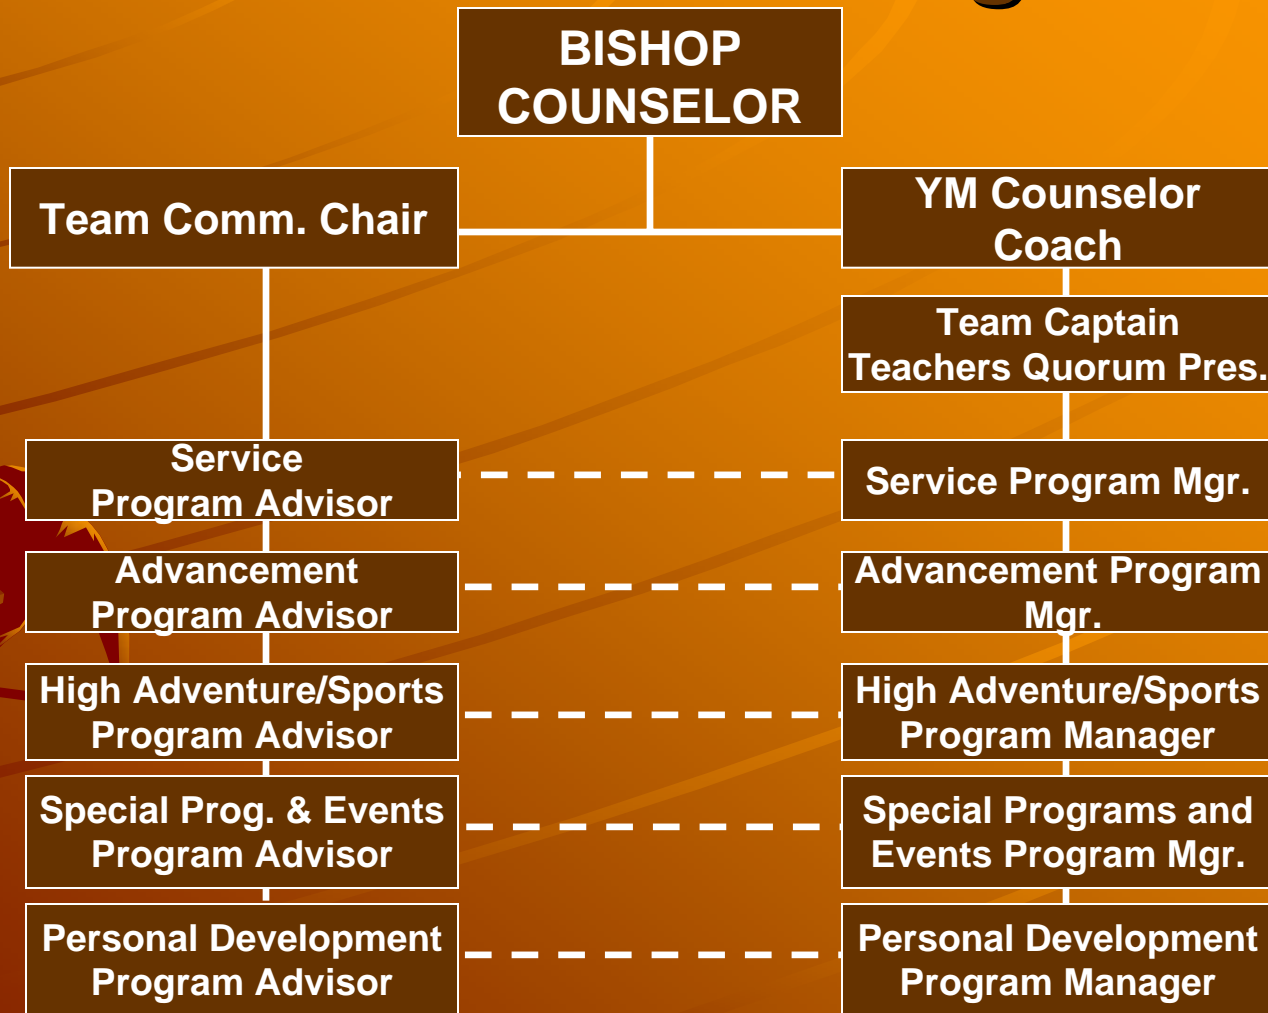 BISHOP
COUNSELOR
Team Comm. Chair
YM Counselor
Coach
Team Captain
Teachers Quorum Pres.
Service
Program Advisor
Service Program Mgr.
Advancement
Program Advisor
Advancement Program
Mgr.
High Adventure/Sports
Program Advisor
High Adventure/Sports
Program Manager
Special Prog. & Events
Program Advisor
Special Programs and
Events Program Mgr.
Personal Development
Program Advisor
Personal Development
Program Manager